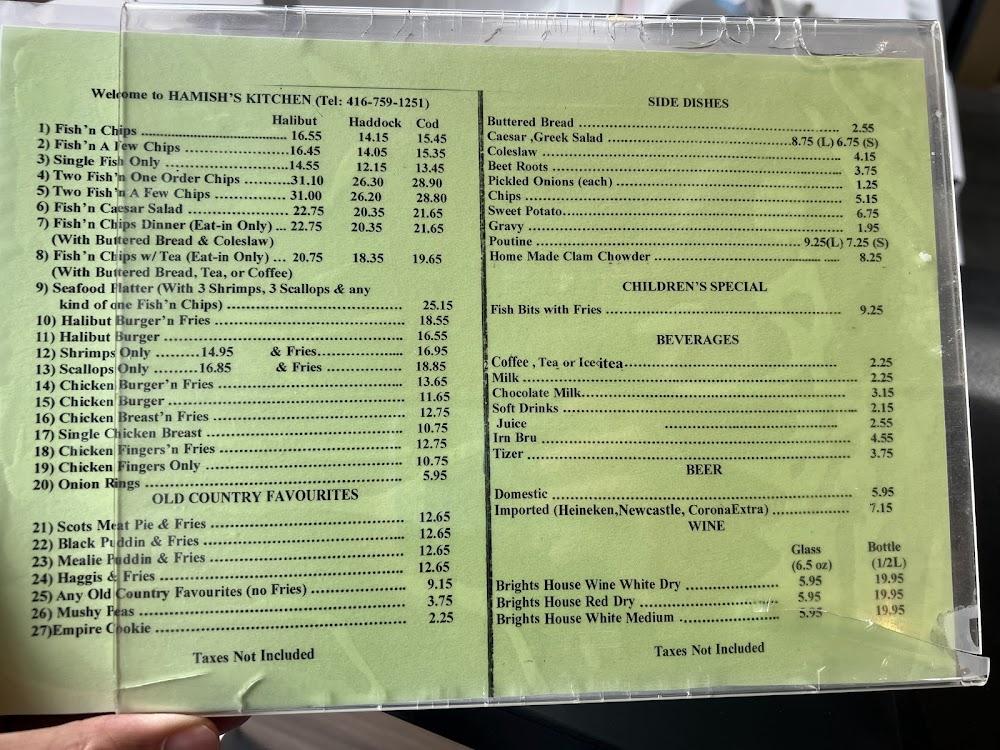 Welcome to HAMISH'S KITCHEN (Tel: 416-759-1251)
Halibut Haddock Cod
1) Fish'n Chips ........ 16.55 14.15 15.45
2) Fish'n A Few Chips ........ 16.45 14.05 15.35
3) Single Fish Only ........ 14.55 12.15 13.45
4) Two Fish'n One Order Chips ........ 31.10 26.30 28.90
5) Two Fish'n A Few Chips ........ 31.00 26.20 28.80
6) Fish'n Caesar Salad ........ 22.75 20.35 21.65
7) Fish'n Chips Dinner (Eat-in Only) ... 22.75 20.35 21.65
(With Buttered Bread & Coleslaw)
8) Fish'n Chips w/ Tea (Eat-in Only) ... 20.75 18.35 19.65
(With Buttered Bread, Tea, or Coffee)
9) Seafood Platter (With 3 Shrimps, 3 Scallops & any
kind of one Fish'n Chips) ........ 25.15
10) Halibut Burger'n Fries ........ 18.55
11) Halibut Burger ........ 16.55
12) Shrimps Only ........ 14.95 & Fries ........ 16.95
13) Scallops Only ........ 16.85 & Fries ........ 18.85
14) Chicken Burger'n Fries ........ 13.65
15) Chicken Burger ........ 11.65
16) Chicken Breast'n Fries ........ 12.75
17) Single Chicken Breast ........ 10.75
18) Chicken Fingers'n Fries ........ 12.75
19) Chicken Fingers Only ........ 10.75
20) Onion Rings ........ 5.95
OLD COUNTRY FAVOURITES
21) Scots Meat Pie & Fries ........ 12.65
22) Black Puddin & Fries ........ 12.65
23) Mealie Puddin & Fries ........ 12.65
24) Haggis & Fries ........ 12.65
25) Any Old Country Favourites (no Fries) ........ 9.15
26) Mushy Peas ........ 3.75
27)Empire Cookie ........ 2.25
Taxes Not Included
SIDE DISHES
Buttered Bread ........ 2.55
Caesar ,Greek Salad ........ 8.75 (L) 6.75 (S)
Coleslaw ........ 4.15
Beet Roots ........ 3.75
Pickled Onions (each) ........ 1.25
Chips ........ 5.15
Sweet Potato ........ 6.75
Gravy ........ 1.95
Poutine ........ 9.25(L) 7.25 (S)
Home Made Clam Chowder ........ 8.25
CHILDREN'S SPECIAL
Fish Bits with Fries ........ 9.25
BEVERAGES
Coffee , Tea or Icedtea ........ 2.25
Milk ........ 2.25
Chocolate Milk ........ 3.15
Soft Drinks ........ 2.15
Juice ........ 2.55
Irn Bru ........ 4.55
Tizer ........ 3.75
BEER
Domestic ........ 5.95
Imported (Heineken,Newcastle, CoronaExtra) ........ 7.15
WINE
Glass Bottle
(6.5 oz) (1/2L)
Brights House Wine White Dry ........ 5.95 19.95
Brights House Red Dry ........ 5.95 19.95
Brights House White Medium ........ 5.95 19.95
Taxes Not Included